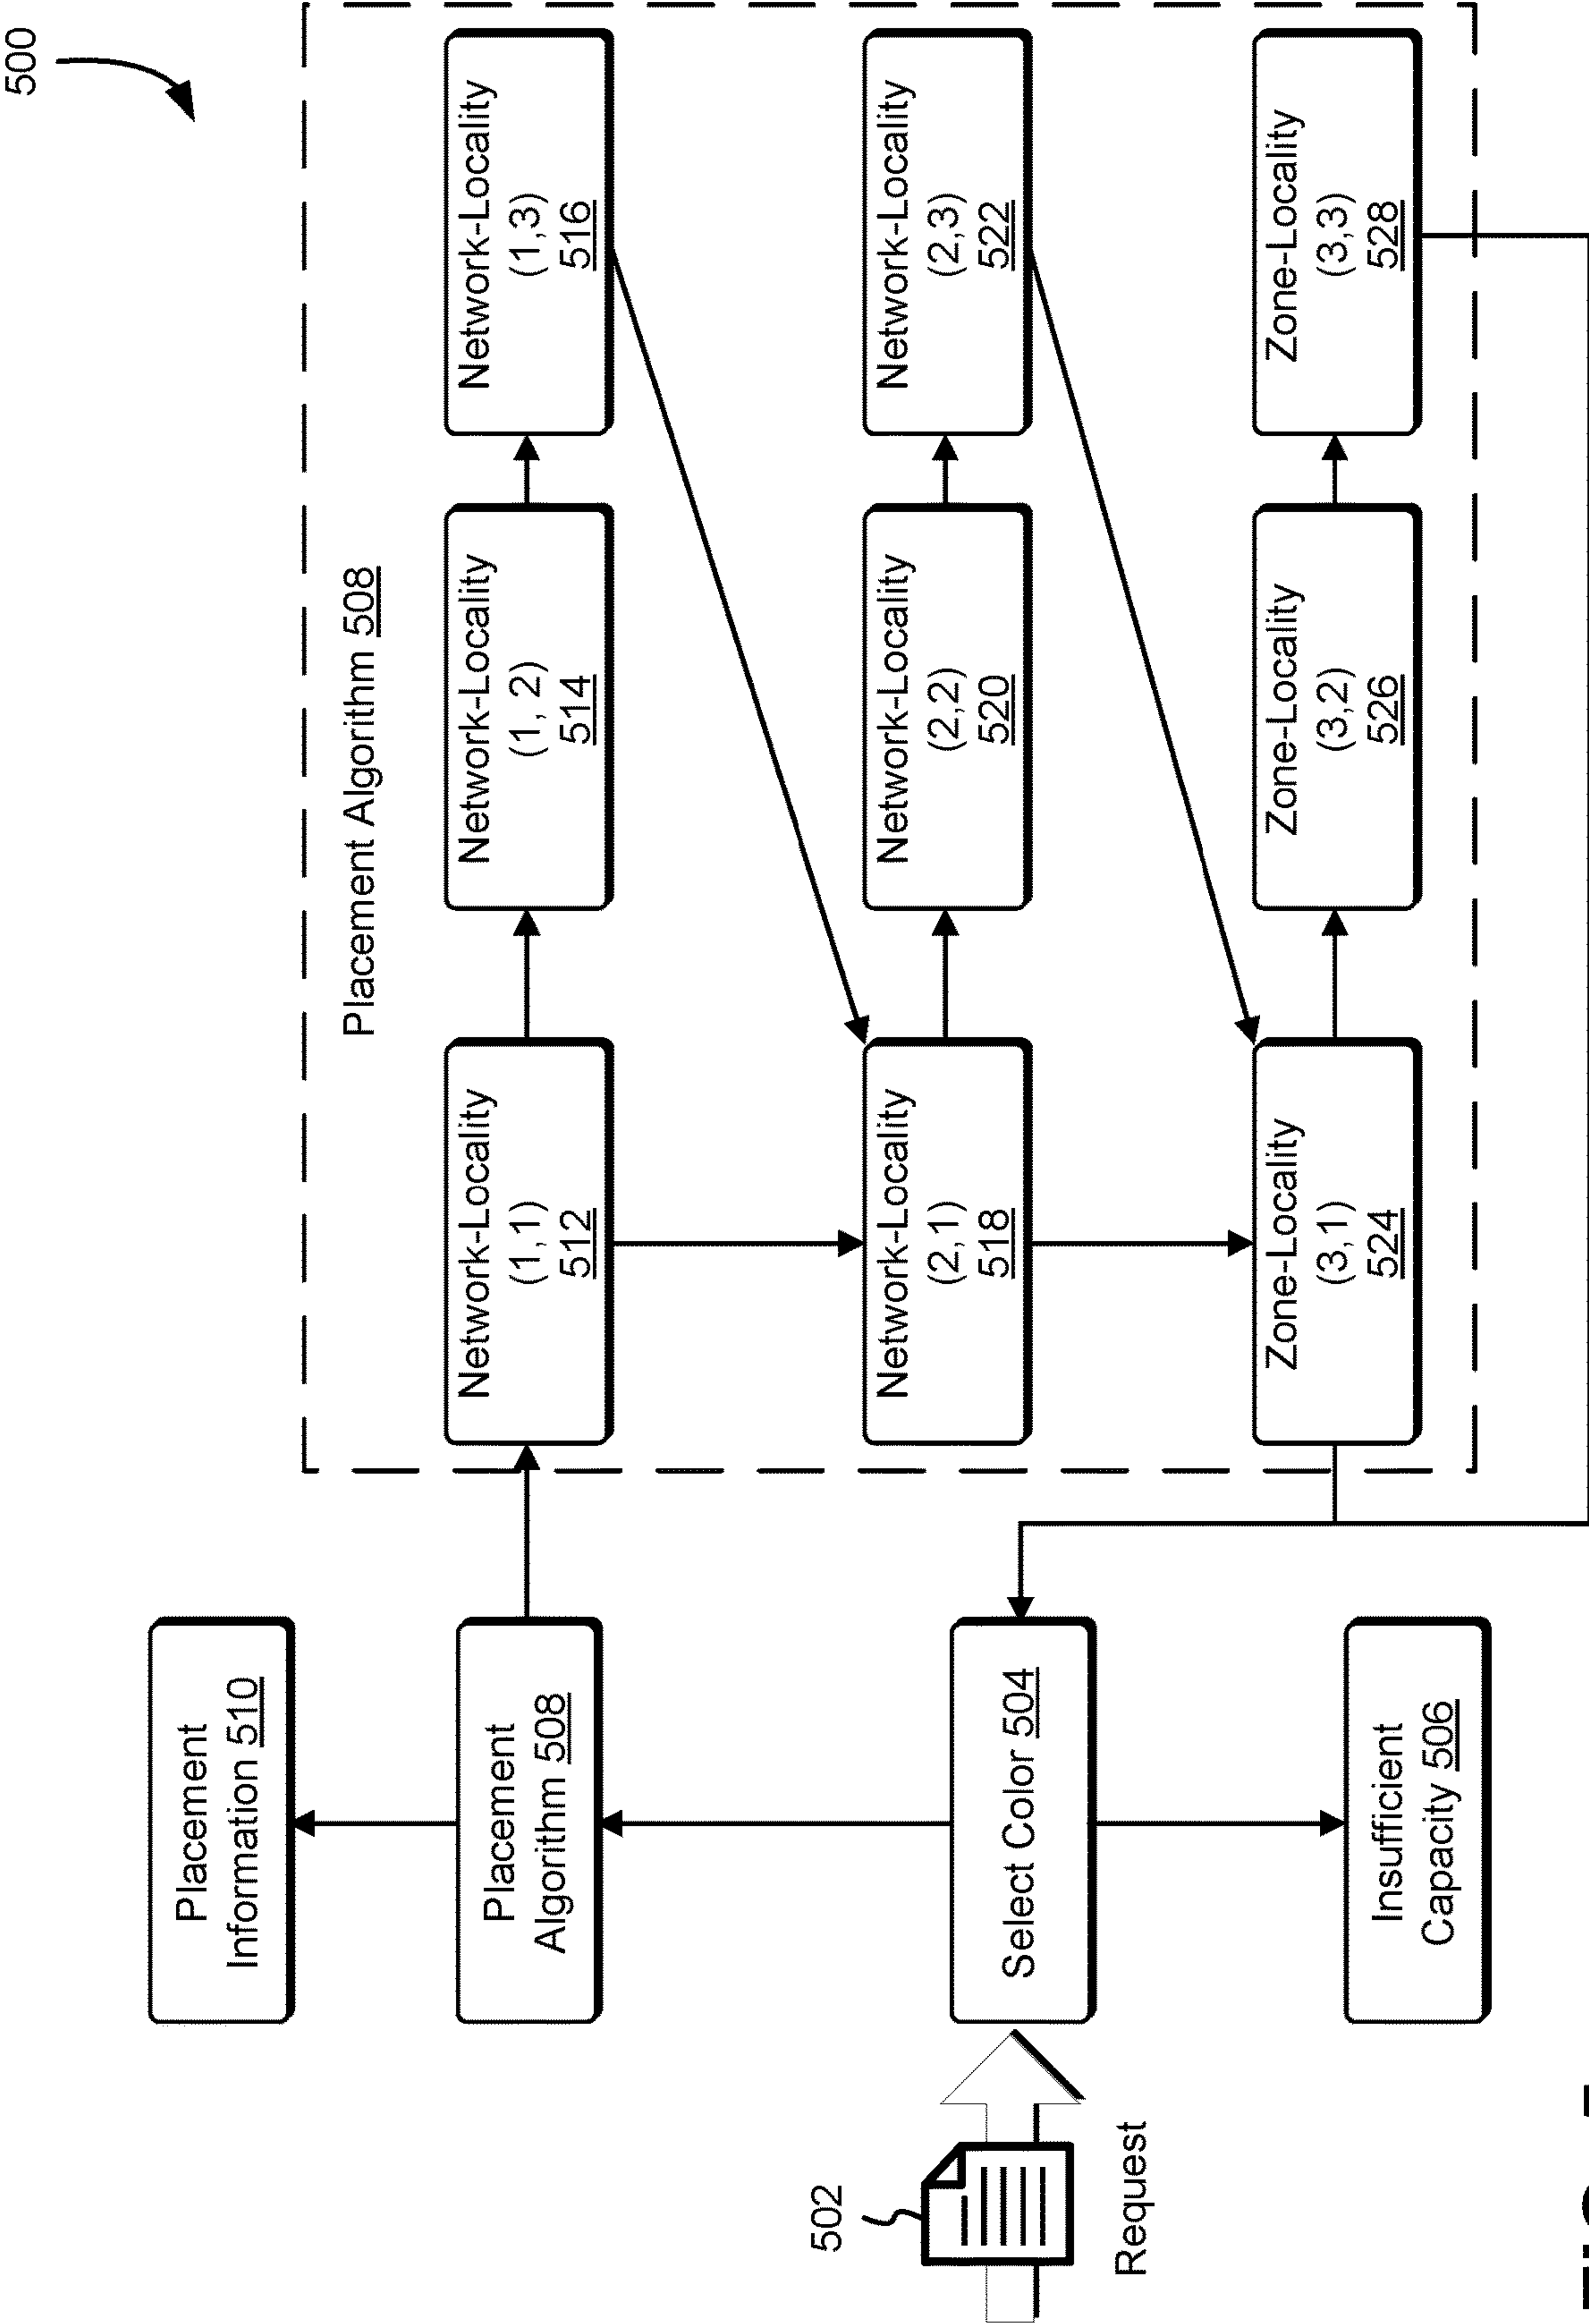 500
Placement
Information 510
Placement Algorithm 508
Placement
Algorithm 508
Network-Locality
(1,1)
512
Network-Locality
(1, 2)
514
Network-Locality
(1,3)
516
502
Request
Select Color 504
Network-Locality
(2,1)
518
Network-Locality
(2,2)
520
Network-Locality
(2,3)
522
Insufficient
Capacity 506
Zone-Locality
(3,1)
524
Zone-Locality
(3,2)
526
Zone-Locality
(3,3)
528